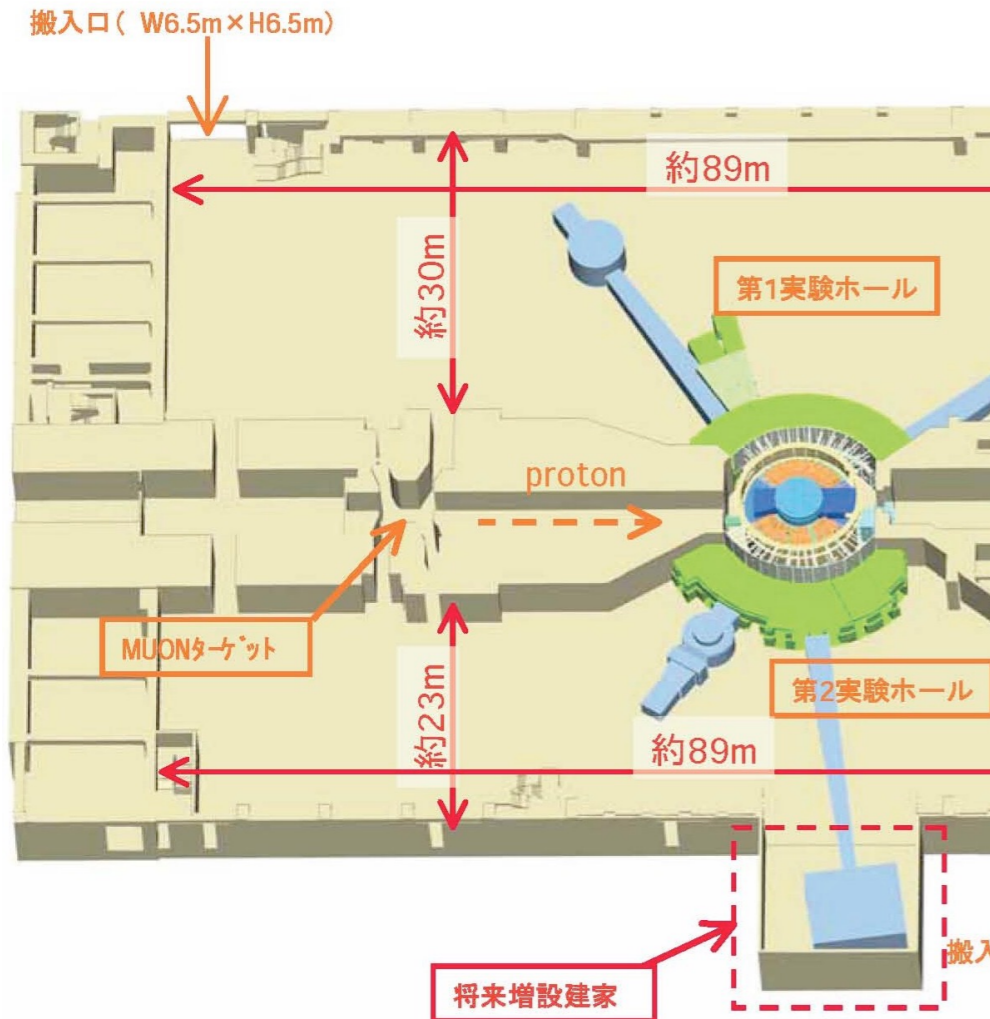 搬入口( W6.5m×H6.5m)
約89m
約30m
第1実験ホール
proton
MUONターゲット
第2実験ホール
約23m
約89m
搬入
将来増設建家